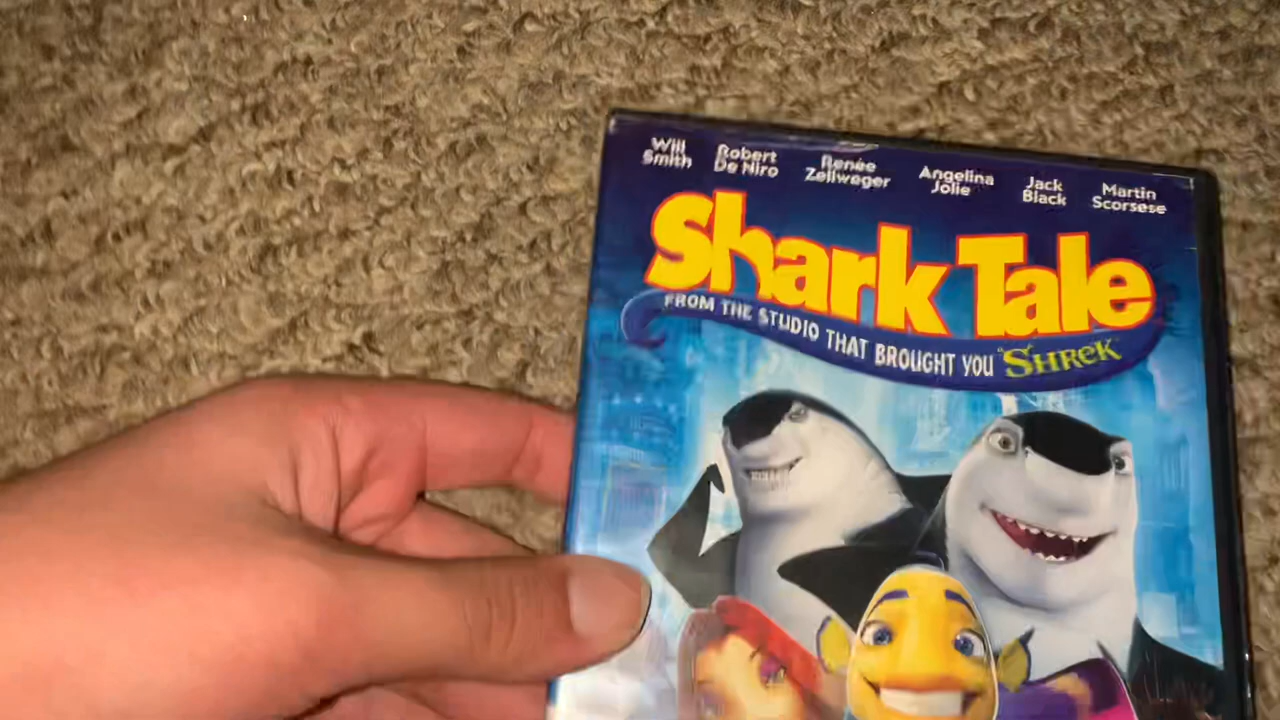 Will Smith
Robert De Niro
Renée Zellweger
Angelina Jolie
Jack Black
Martin Scorsese
Shark Tale
FROM THE STUDIO THAT BROUGHT YOU "SHREK"